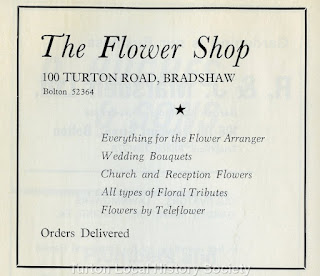 The Flower Shop
100 TURTON ROAD, BRADSHAW
Bolton 52364
Everything for the Flower Arranger
Wedding Bouquets
Church and Reception Flowers
All types of Floral Tributes
Flowers by Teleflower
Orders Delivered
Turton Local History Society